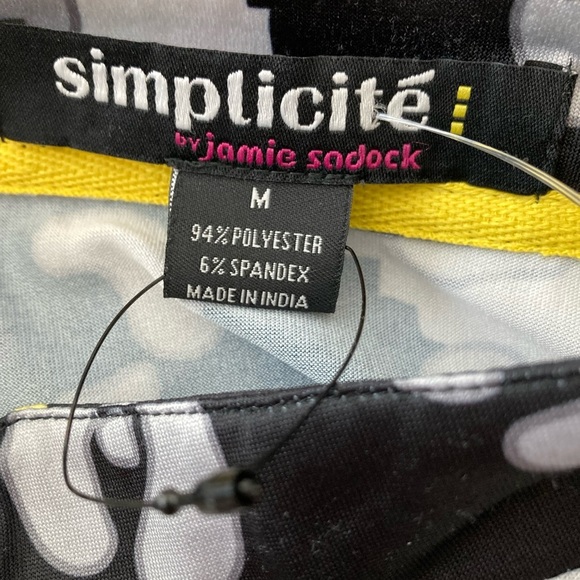 simplicité
BY jamie sadock
M
94% POLYESTER
6% SPANDEX
MADE IN INDIA